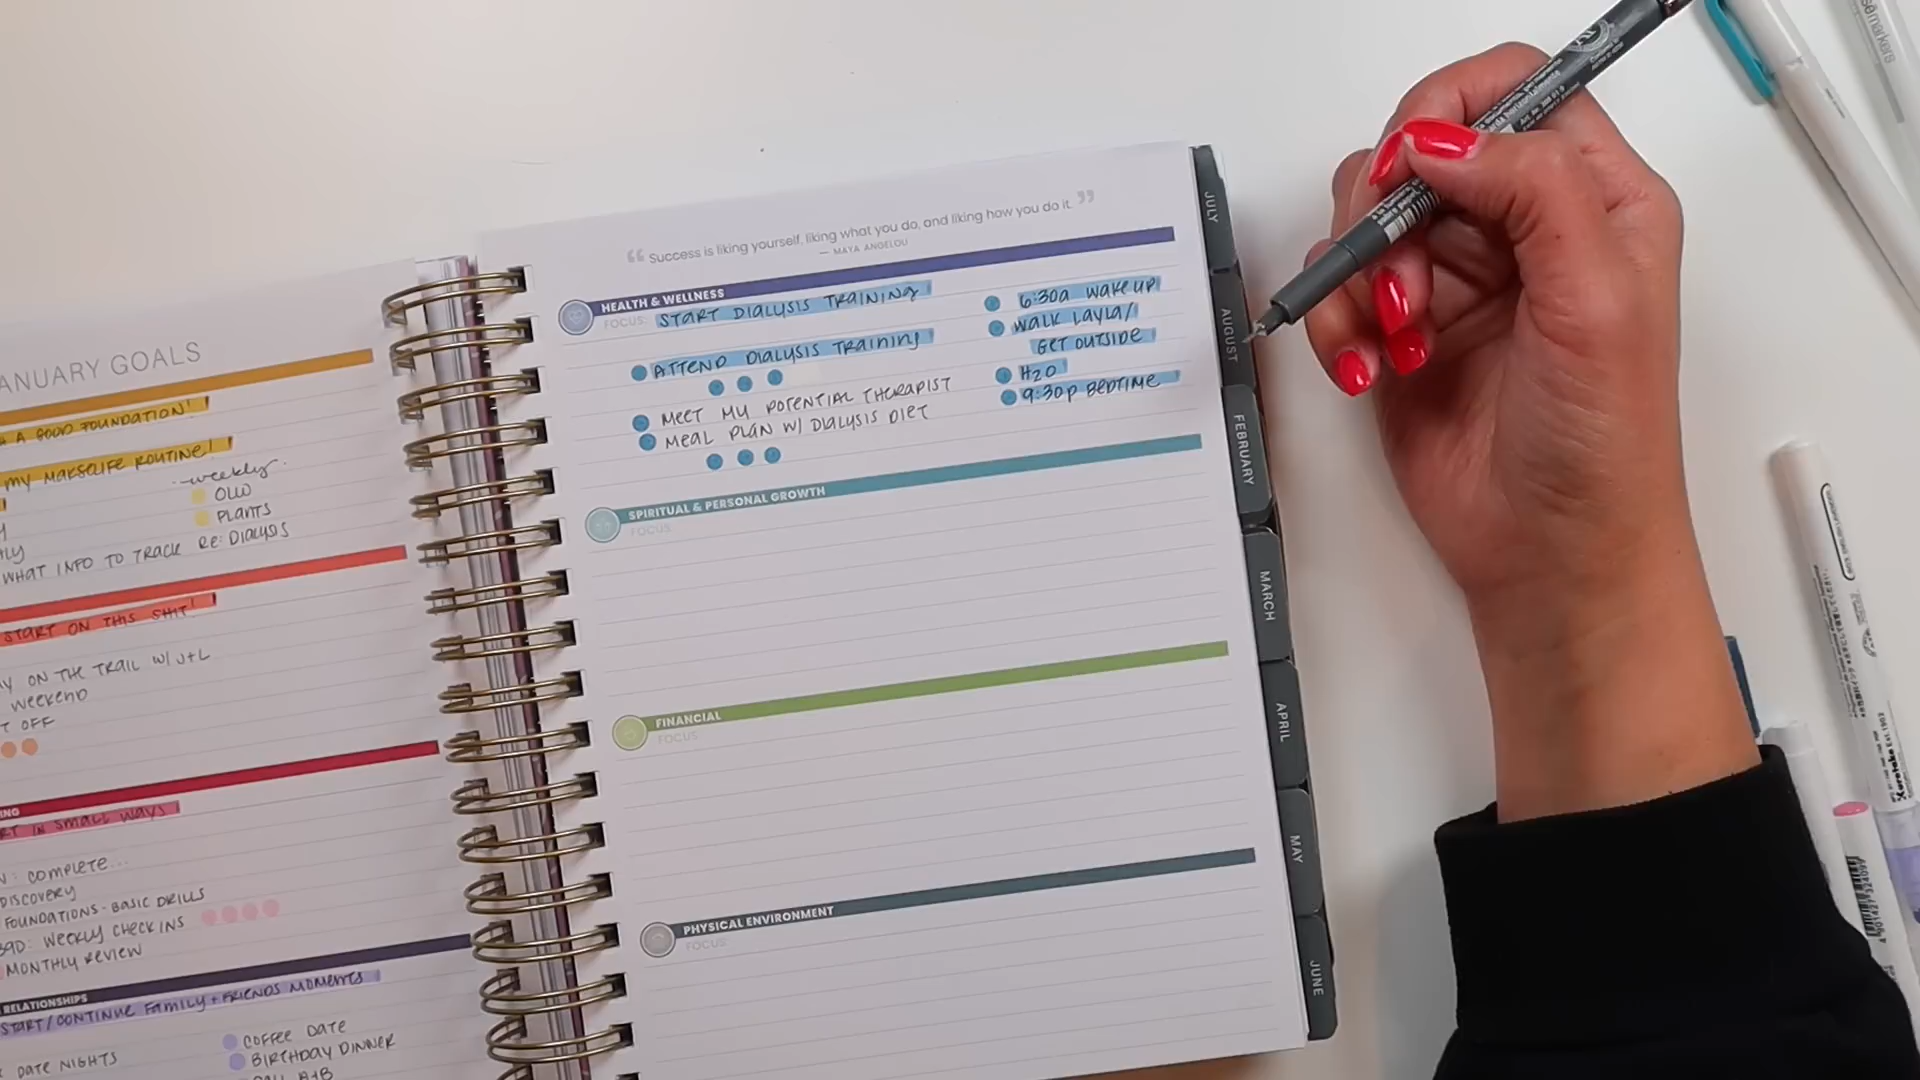 ANUARY GOALS
A GOOD FOUNDATION!
MY MAKSELIFE ROUTINE!
-weekly-
OLW
PLANTS
WHAT INFO TO TRACK RE: DIALYSIS
START ON THIS SHIT!
ON THE TRAIL W/ J+L
WEEKEND
OFF
IN SMALL WAYS
: COMPLETE...
DISCOVERY
FOUNDATIONS - BASIC DRILLS
WEEKLY CHECK INS
MONTHLY REVIEW
RELATIONSHIPS
START/CONTINUE FAMILY + FRIENDS MOMENTS
COFFEE DATE
BIRTHDAY DINNER
DATE NIGHTS
“ Success is liking yourself, liking what you do, and liking how you do it. ”
— MAYA ANGELOU
HEALTH & WELLNESS
FOCUS: START DIALYSIS TRAINING
ATTEND DIALYSIS TRAINING
MEET MY POTENTIAL THERAPIST
MEAL PLAN W/ DIALYSIS DIET
6:30a WAKE UP
WALK LAYLA/
GET OUTSIDE
H2O
9:30p BEDTIME
SPIRITUAL & PERSONAL GROWTH
FOCUS:
FINANCIAL
FOCUS:
PHYSICAL ENVIRONMENT
FOCUS:
JULY
AUGUST
FEBRUARY
MARCH
APRIL
MAY
JUNE